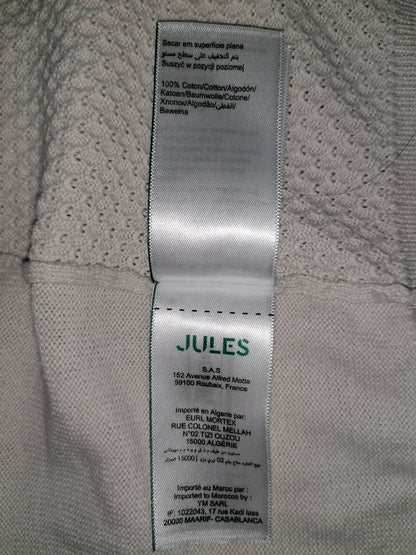 Secar em superfície plana
يتم التجفيف على سطح مستو
Suszyć w pozycji poziomej
100% Coton/Cotton/Algodón/
Katoen/Baumwolle/Cotone/
Хлопок/Algodão/القطن/
Bawełna
JULES
S.A.S
152 Avenue Alfred Motte
59100 Roubaix, France
importé en Algerie par:
EURL MORTEX
RUE COLONEL MELLAH
N°02 TIZI OUZOU
15000 ALGÉRIE
Importé au Maroc par :
Imported to Morocco by :
YM SARL
IF: 1022043, 17 rue Kadi Iass
20000 MAARIF- CASABLANCA